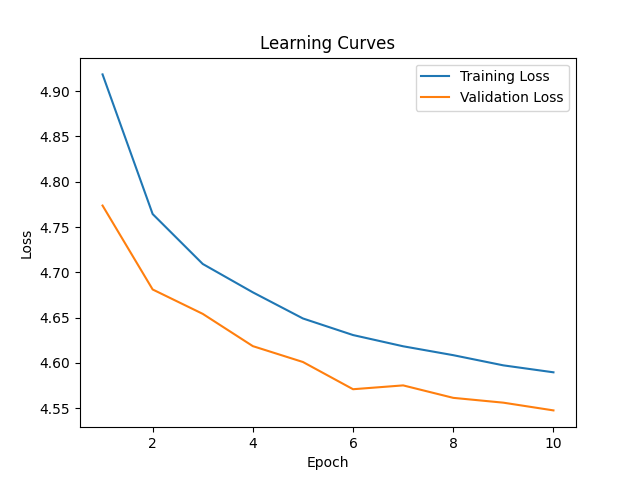 Learning Curves
Training Loss
Validation Loss
4.90
4.85
4.80
4.75
4.70
4.65
4.60
4.55
Loss
2 4 6 8 10
Epoch